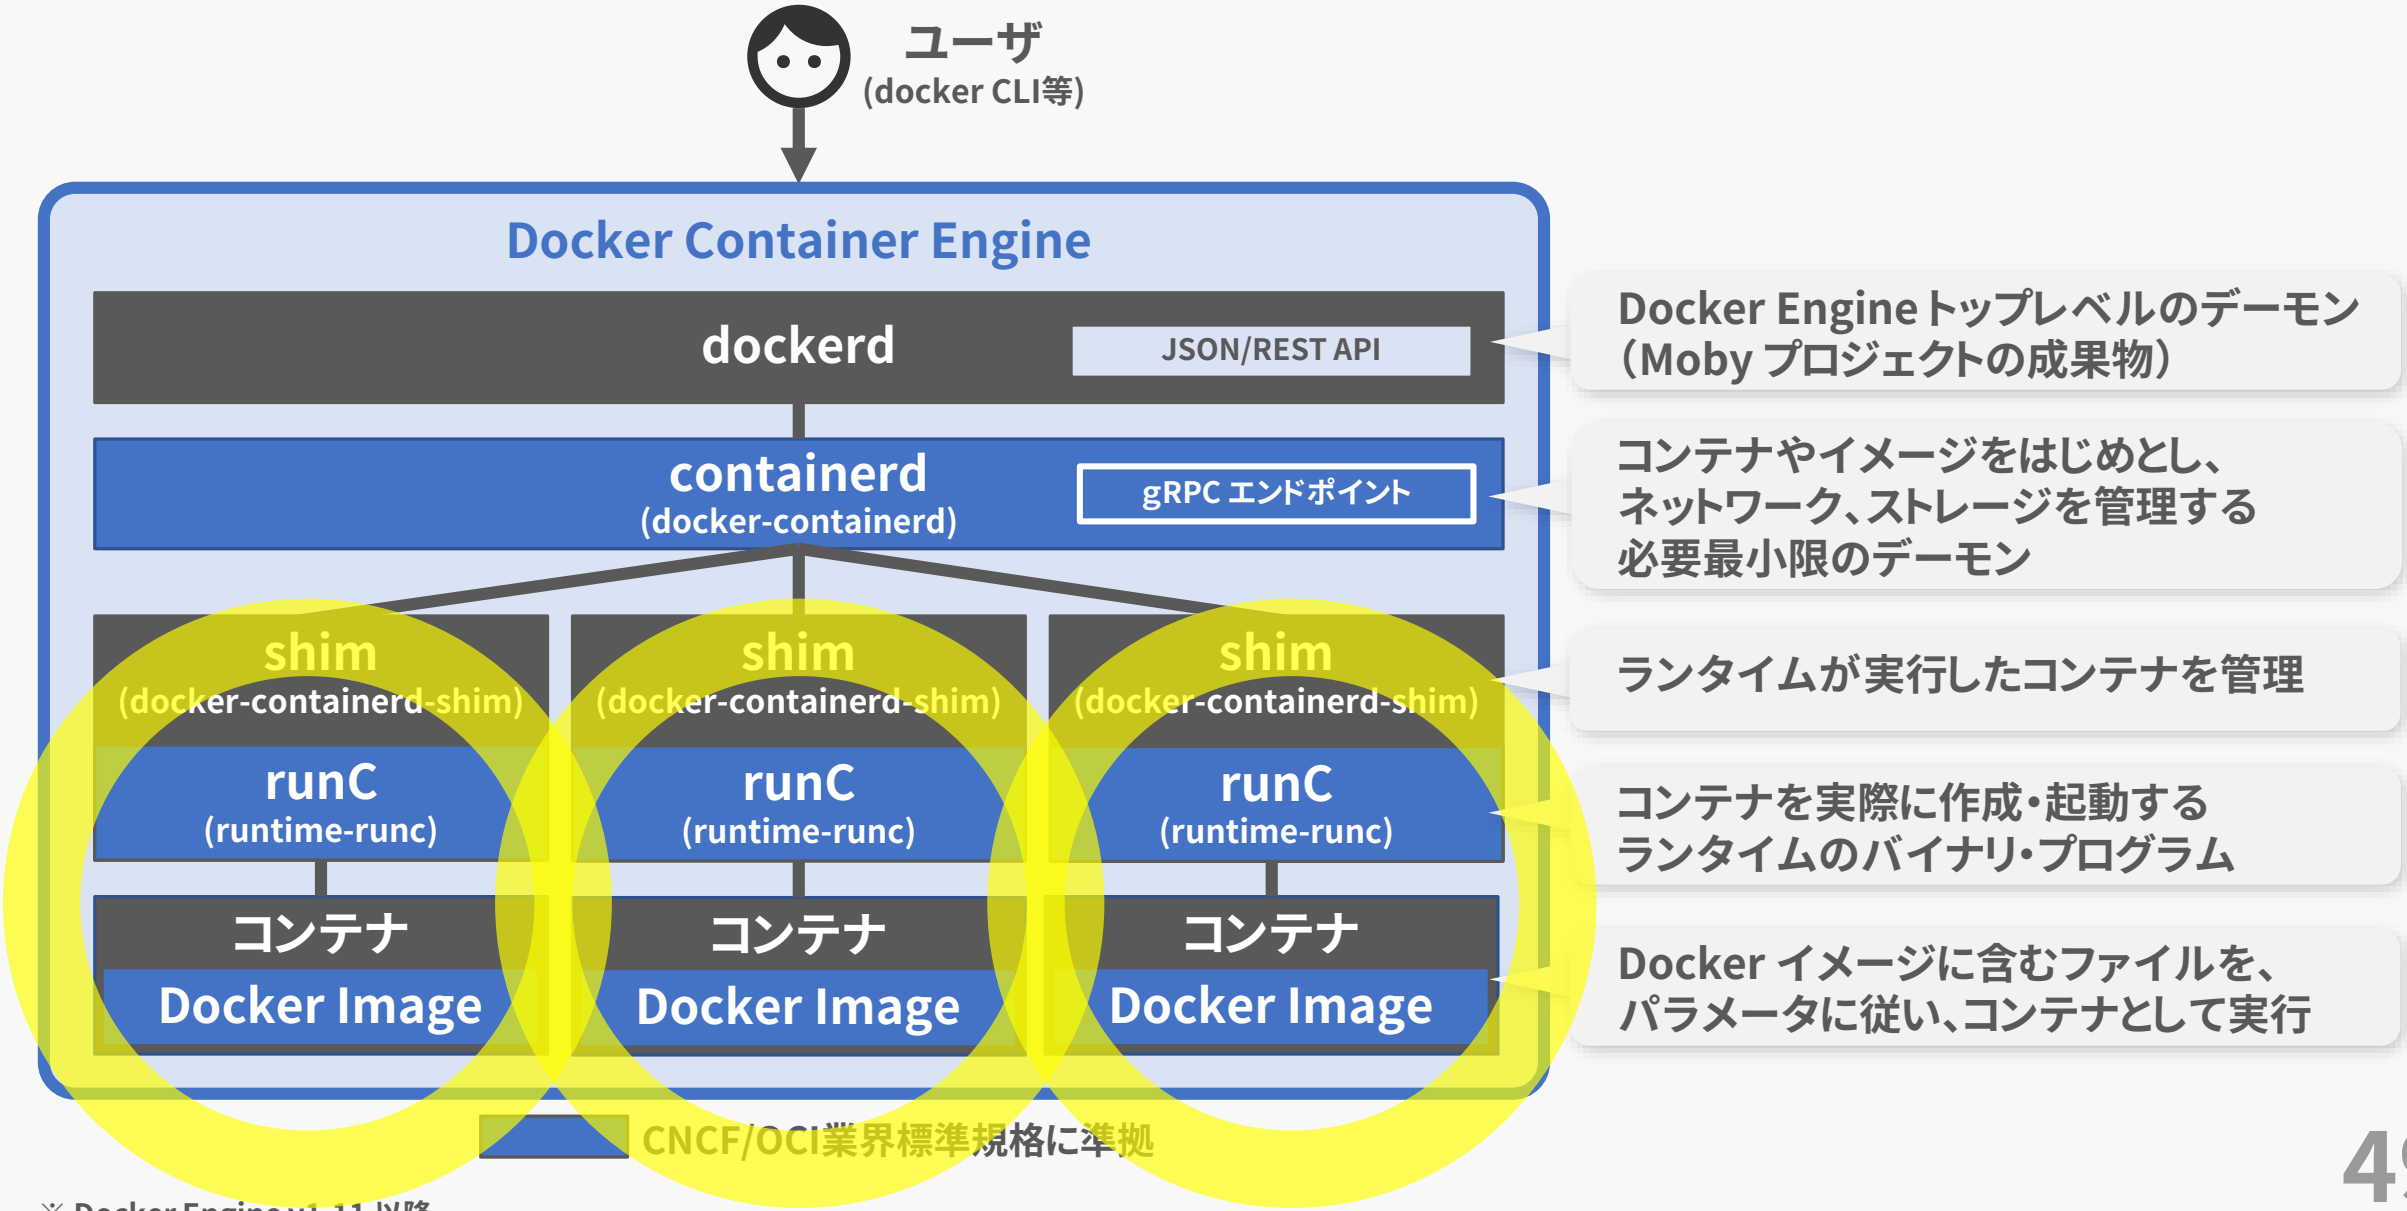 ユーザ
(docker CLI等)
Docker Container Engine
dockerd
JSON/REST API
Docker Engineトップレベルのデーモン
（Moby プロジェクトの成果物）
containerd
(docker-containerd)
gRPC エンドポイント
コンテナやイメージをはじめとし、
ネットワーク、ストレージを管理する
必要最小限のデーモン
shim
(docker-containerd-shim)
shim
(docker-containerd-shim)
shim
(docker-containerd-shim)
ランタイムが実行したコンテナを管理
runC
(runtime-runc)
runC
(runtime-runc)
runC
(runtime-runc)
コンテナを実際に作成・起動する
ランタイムのバイナリ・プログラム
コンテナ
Docker Image
コンテナ
Docker Image
コンテナ
Docker Image
Docker イメージに含むファイルを、
パラメータに従い、コンテナとして実行
CNCF/OCI業界標準規格に準拠
※ Docker Engine v1.11 以降